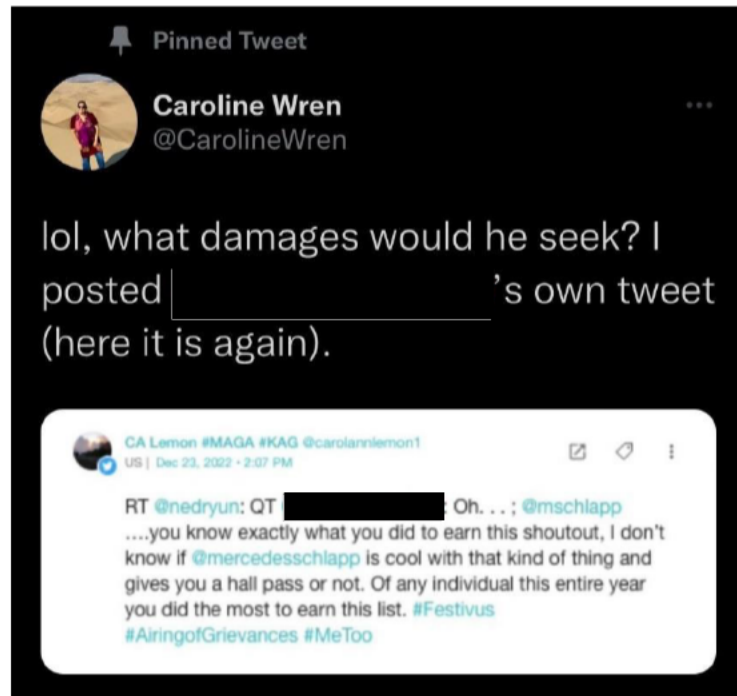 Pinned Tweet
Caroline Wren
@CarolineWren
lol, what damages would he seek? I
posted 's own tweet
(here it is again).
CA Lemon #MAGA #KAG @carolannlemon1
US | Dec 23, 2022 - 2:07 PM
RT @nedryun: QT : Oh. . . ; @mschlapp
....you know exactly what you did to earn this shoutout, I don't
know if @mercedesschlapp is cool with that kind of thing and
gives you a hall pass or not. Of any individual this entire year
you did the most to earn this list. #Festivus
#AiringofGrievances #MeToo